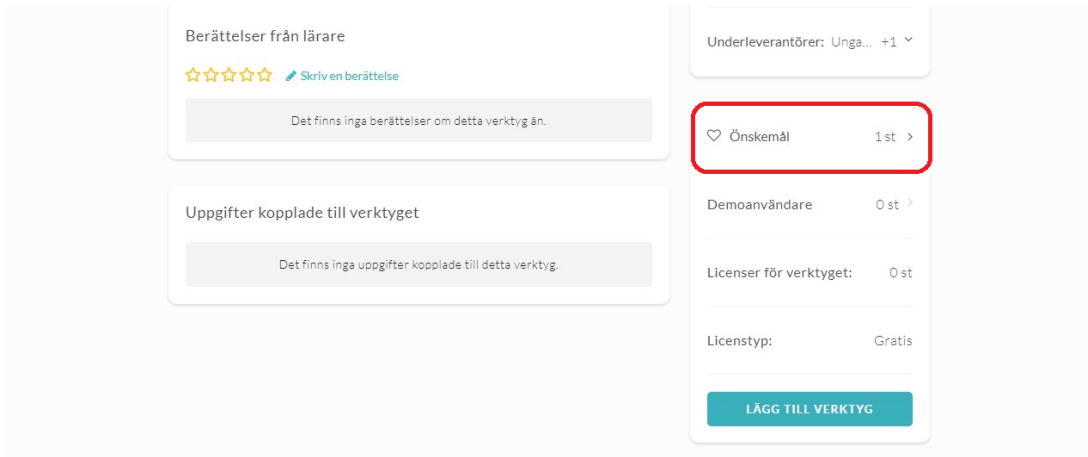 Berättelser från lärare
Skriv en berättelse
Det finns inga berättelser om detta verktyg än.
Uppgifter kopplade till verktyget
Det finns inga uppgifter kopplade till detta verktyg.
Underleverantörer: Unga... +1
Önskemål 1 st
Demoanvändare 0 st
Licenser för verktyget: 0 st
Licenstyp: Gratis
LÄGG TILL VERKTYG